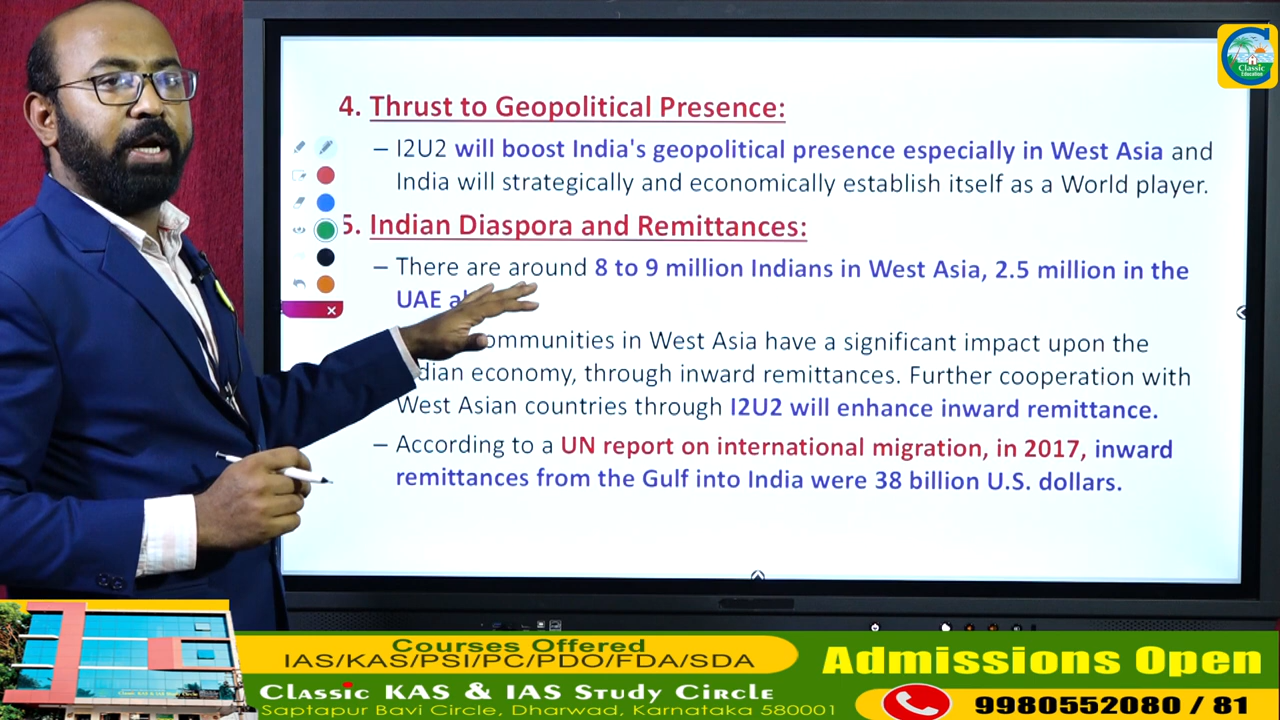 Classic
Education
4. Thrust to Geopolitical Presence:
– I2U2 will boost India's geopolitical presence especially in West Asia and
India will strategically and economically establish itself as a World player.
5. Indian Diaspora and Remittances:
– There are around 8 to 9 million Indians in West Asia, 2.5 million in the
UAE
communities in West Asia have a significant impact upon the
Indian economy, through inward remittances. Further cooperation with
West Asian countries through I2U2 will enhance inward remittance.
– According to a UN report on international migration, in 2017, inward
remittances from the Gulf into India were 38 billion U.S. dollars.
Courses Offered
IAS/KAS/PSI/PC/PDO/FDA/SDA
Classic KAS & IAS Study Circle
Saptapur Bavi Circle, Dharwad, Karnataka 580001
Admissions Open
9980552080 / 81